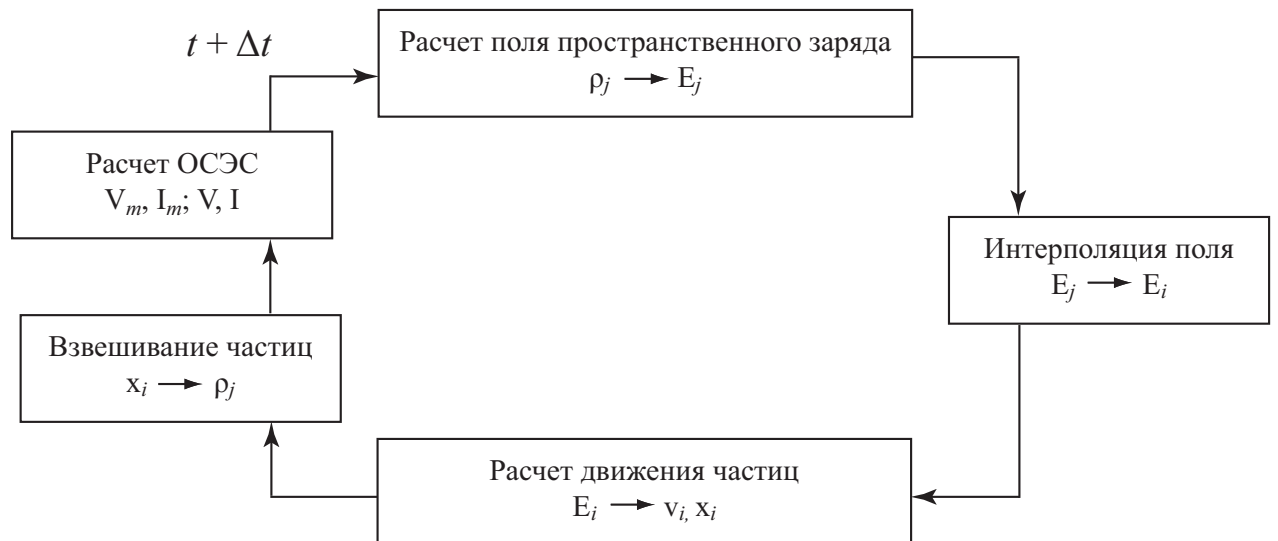 t + Δt
Расчет поля пространственного заряда
ρj → Ej
Расчет ОСЭС
Vm, Im; V, I
Интерполяция поля
Ej → Ei
Взвешивание частиц
xi → ρj
Расчет движения частиц
Ei → vi, xi